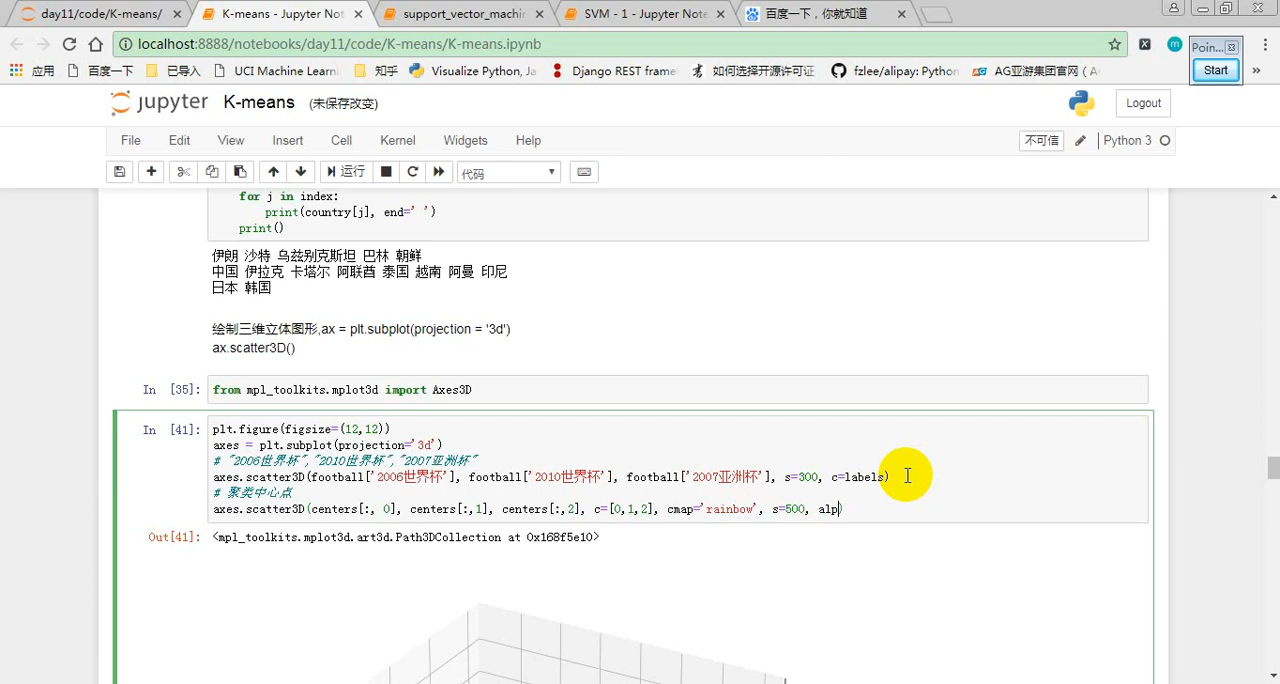 day11/code/K-means/
K-means - Jupyter Not
support_vector_machin
SVM - 1 - Jupyter Note
百度一下，你就知道
localhost:8888/notebooks/day11/code/K-means/K-means.ipynb
Poin...
Start
应用
百度一下
已导入
UCI Machine Learni
知乎
Visualize Python, Ja
Django REST frame
如何选择开源许可证
fzlee/alipay: Python
AG亚游集团官网（A
»
jupyter K-means (未保存改变)
Logout
File Edit View Insert Cell Kernel Widgets Help
不可信
Python 3
运行
代码
for j in index:
print(country[j], end=' ')
print()
伊朗 沙特 乌兹别克斯坦 巴林 朝鲜
中国 伊拉克 卡塔尔 阿联酋 泰国 越南 阿曼 印尼
日本 韩国
绘制三维立体图形,ax = plt.subplot(projection = '3d')
ax.scatter3D()
In [35]: from mpl_toolkits.mplot3d import Axes3D
In [41]: plt.figure(figsize=(12,12))
axes = plt.subplot(projection='3d')
# "2006世界杯","2010世界杯","2007亚洲杯"
axes.scatter3D(football['2006世界杯'], football['2010世界杯'], football['2007亚洲杯'], s=300, c=labels)
# 聚类中心点
axes.scatter3D(centers[:, 0], centers[:,1], centers[:,2], c=[0,1,2], cmap='rainbow', s=500, alp)
Out[41]: <mpl_toolkits.mplot3d.art3d.Path3DCollection at 0x168f5e10>